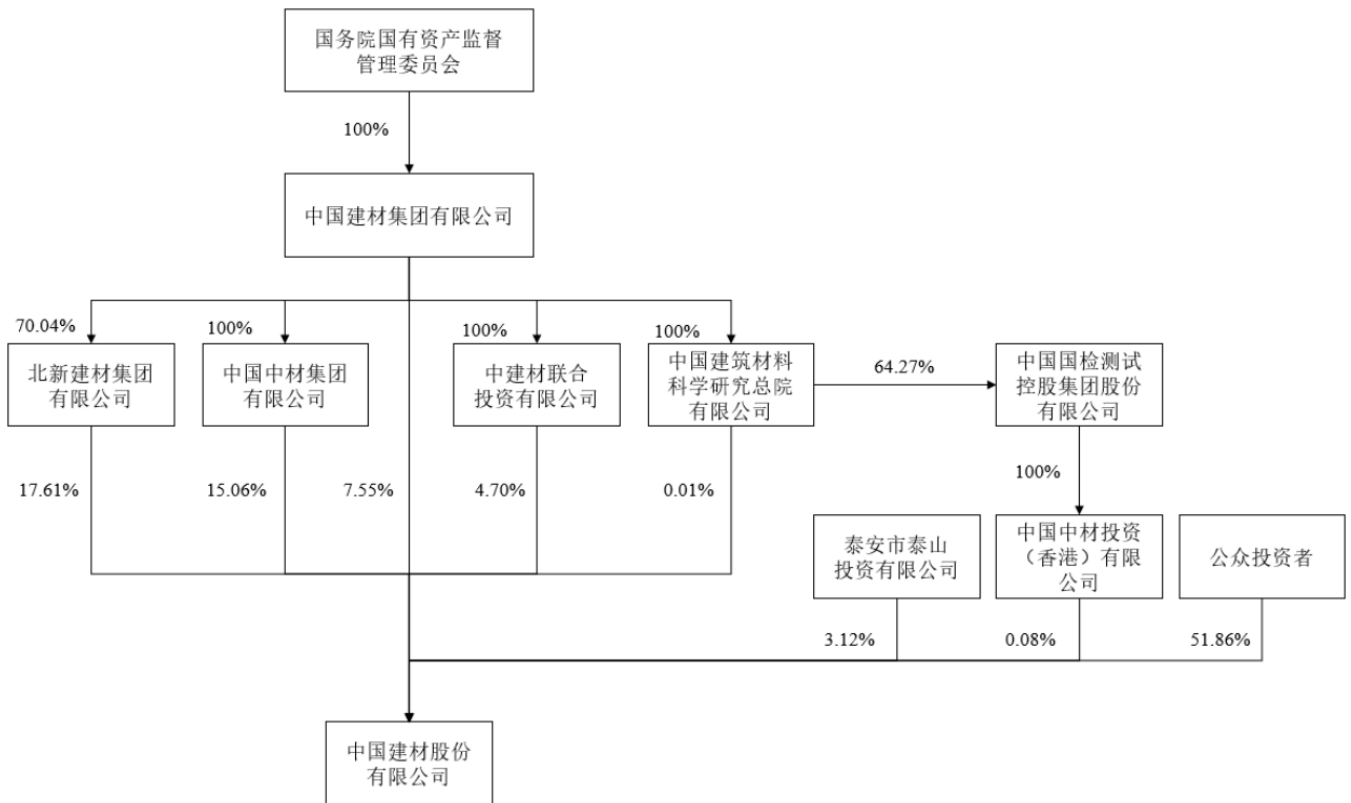 国务院国有资产监督
管理委员会
100%
中国建材集团有限公司
70.04%
100%
100%
100%
北新建材集团
有限公司
中国中材集团
有限公司
中建材联合
投资有限公司
中国建筑材料
科学研究总院
有限公司
64.27%
中国国检测试
控股集团股份
有限公司
17.61%
15.06%
7.55%
4.70%
0.01%
100%
泰安市泰山
投资有限公司
中国中材投资
（香港）有限
公司
公众投资者
3.12%
0.08%
51.86%
中国建材股份
有限公司